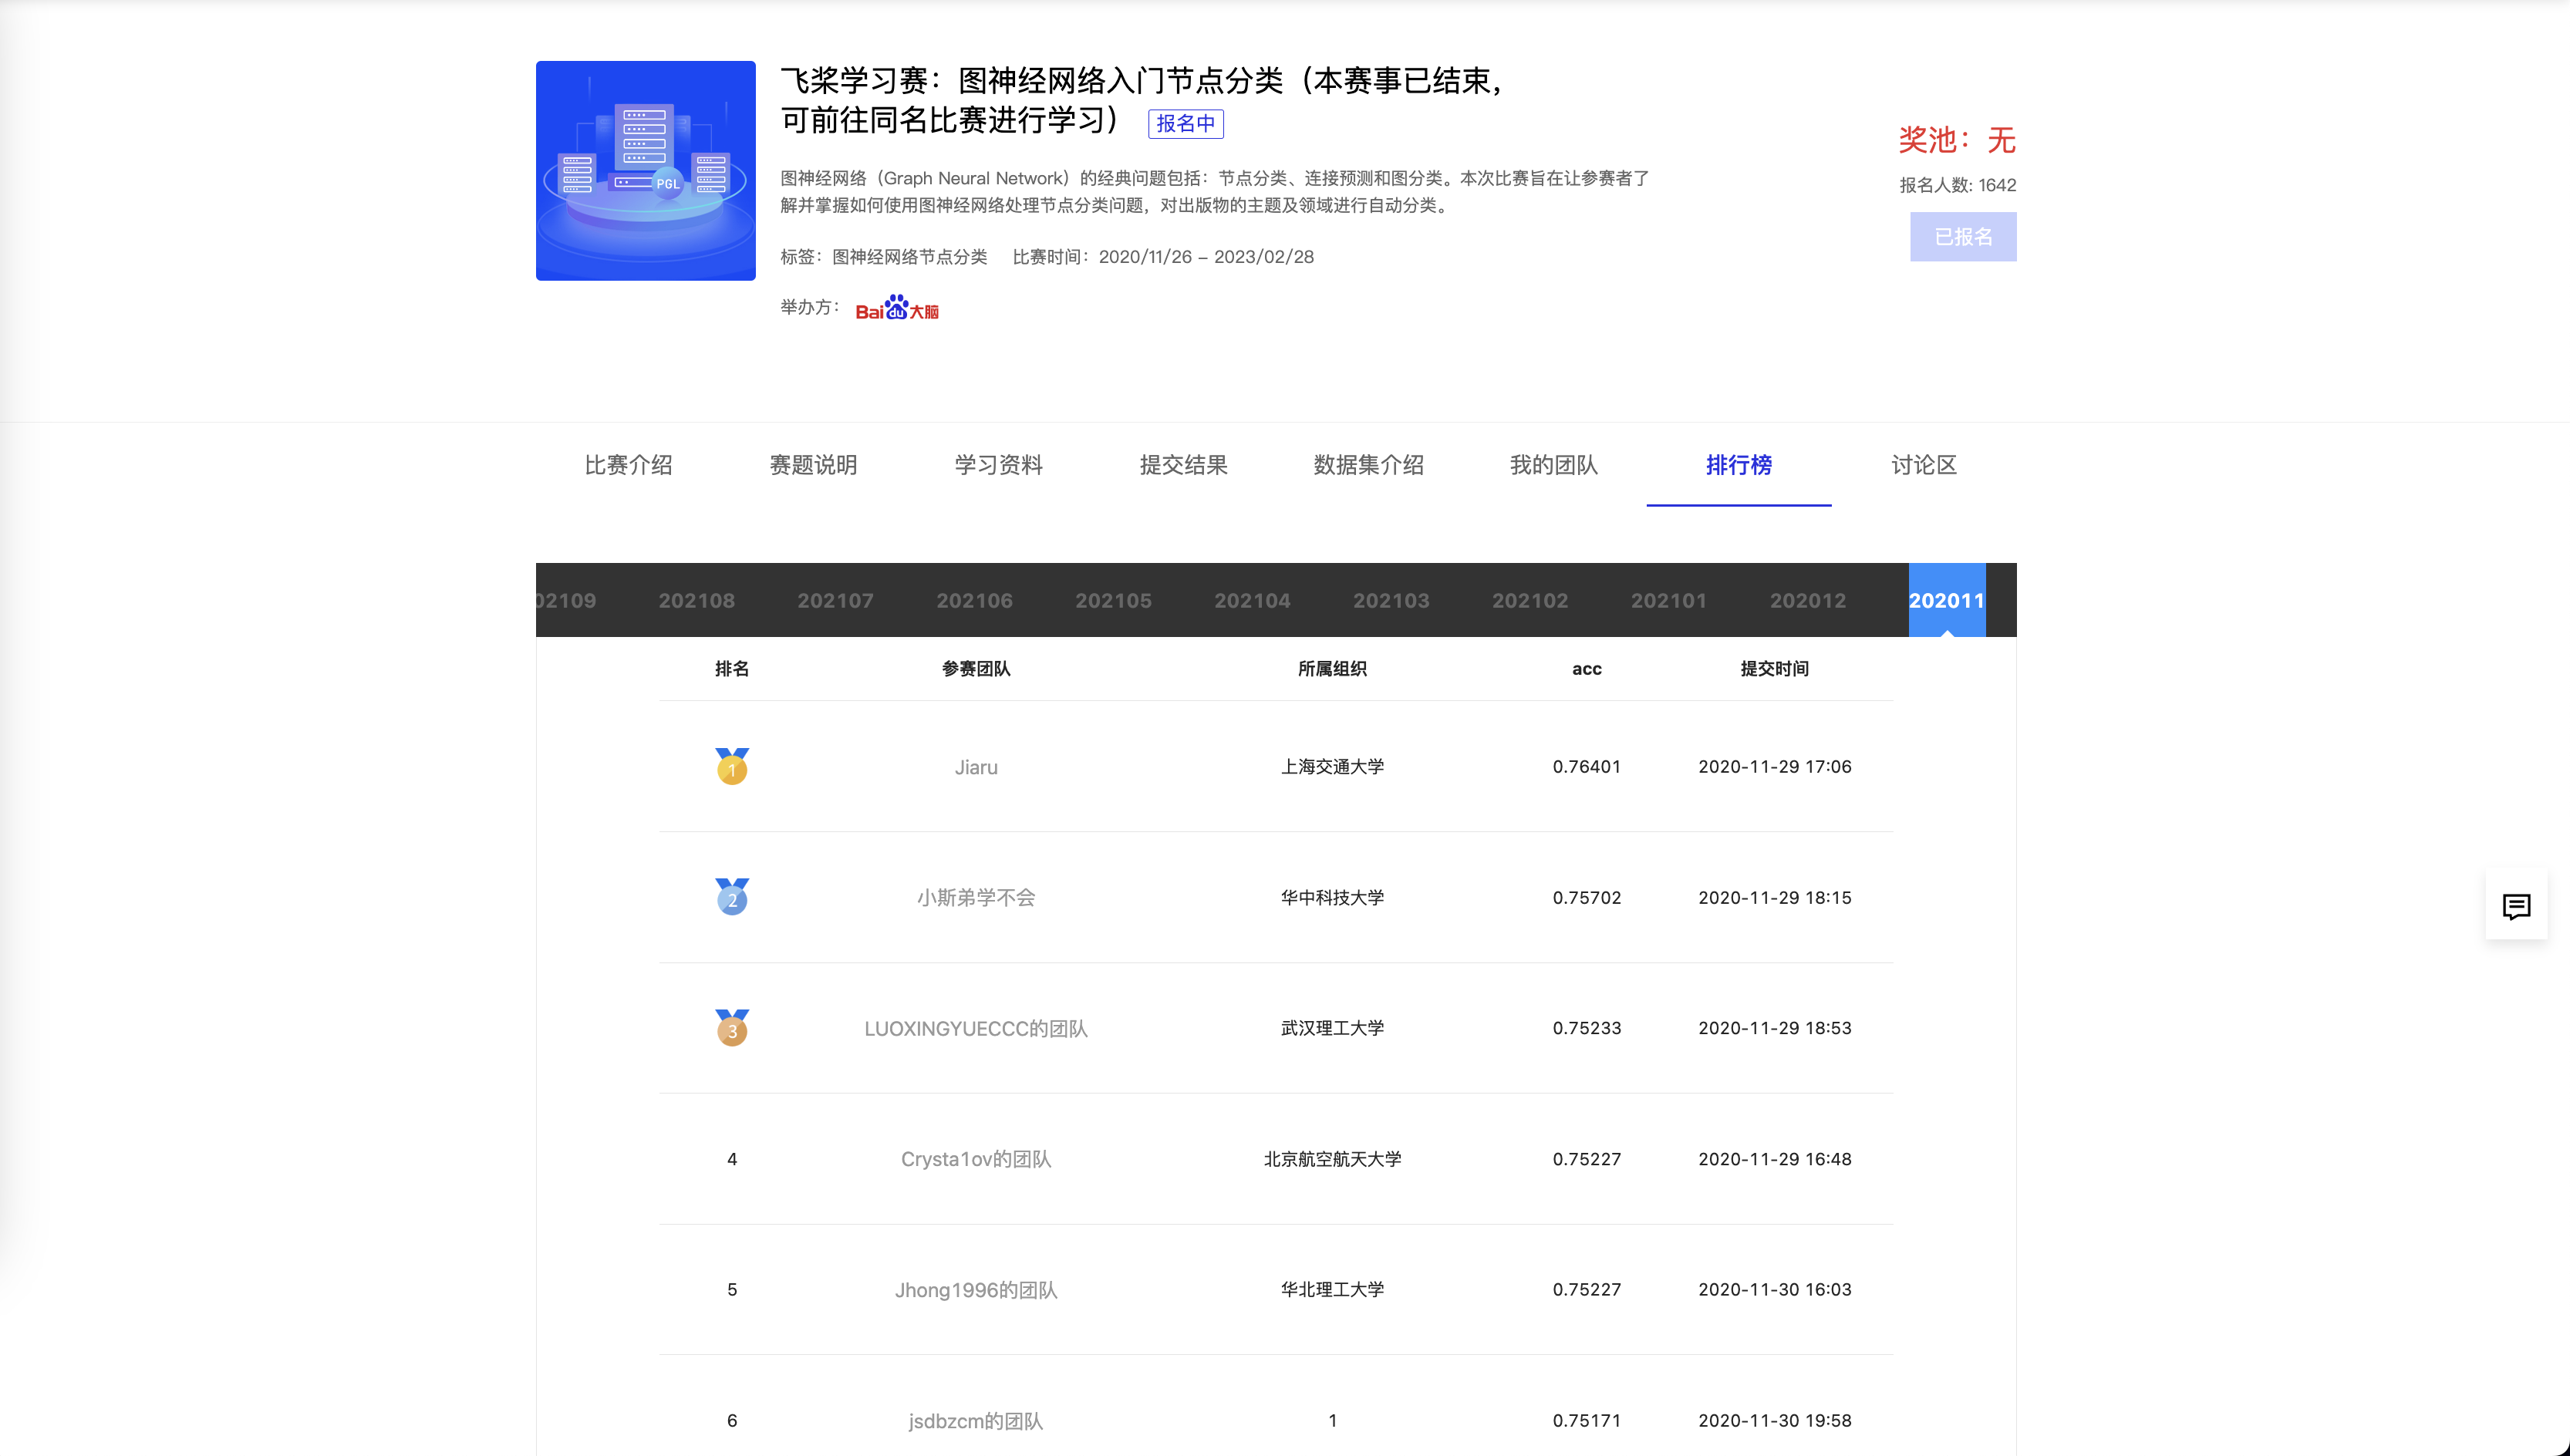 飞桨学习赛：图神经网络入门节点分类（本赛事已结束，
可前往同名比赛进行学习） 报名中
奖池：无
图神经网络（Graph Neural Network）的经典问题包括：节点分类、连接预测和图分类。本次比赛旨在让参赛者了
解并掌握如何使用图神经网络处理节点分类问题，对出版物的主题及领域进行自动分类。
报名人数: 1642
已报名
标签：图神经网络节点分类 比赛时间：2020/11/26 - 2023/02/28
举办方： Baidu大脑
PGL
比赛介绍 赛题说明 学习资料 提交结果 数据集介绍 我的团队 排行榜 讨论区
02109 202108 202107 202106 202105 202104 202103 202102 202101 202012 202011
排名 参赛团队 所属组织 acc 提交时间
1 Jiaru 上海交通大学 0.76401 2020-11-29 17:06
2 小斯弟学不会 华中科技大学 0.75702 2020-11-29 18:15
3 LUOXINGYUECCC的团队 武汉理工大学 0.75233 2020-11-29 18:53
4 Crysta1ov的团队 北京航空航天大学 0.75227 2020-11-29 16:48
5 Jhong1996的团队 华北理工大学 0.75227 2020-11-30 16:03
6 jsdbzcm的团队 1 0.75171 2020-11-30 19:58